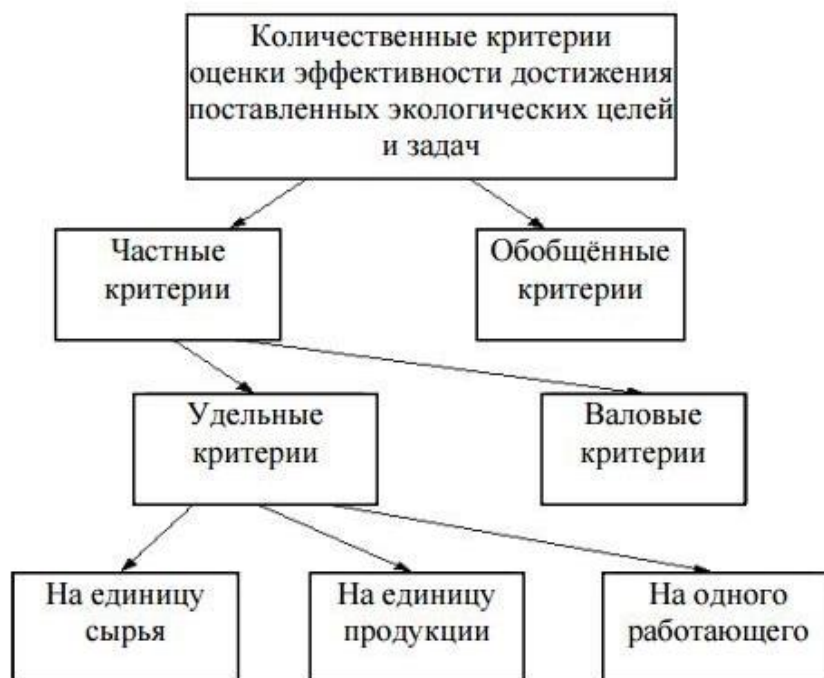 Количественные критерии
оценки эффективности достижения
поставленных экологических целей
и задач
Частные
критерии
Обобщённые
критерии
Удельные
критерии
Валовые
критерии
На единицу
сырья
На единицу
продукции
На одного
работающего